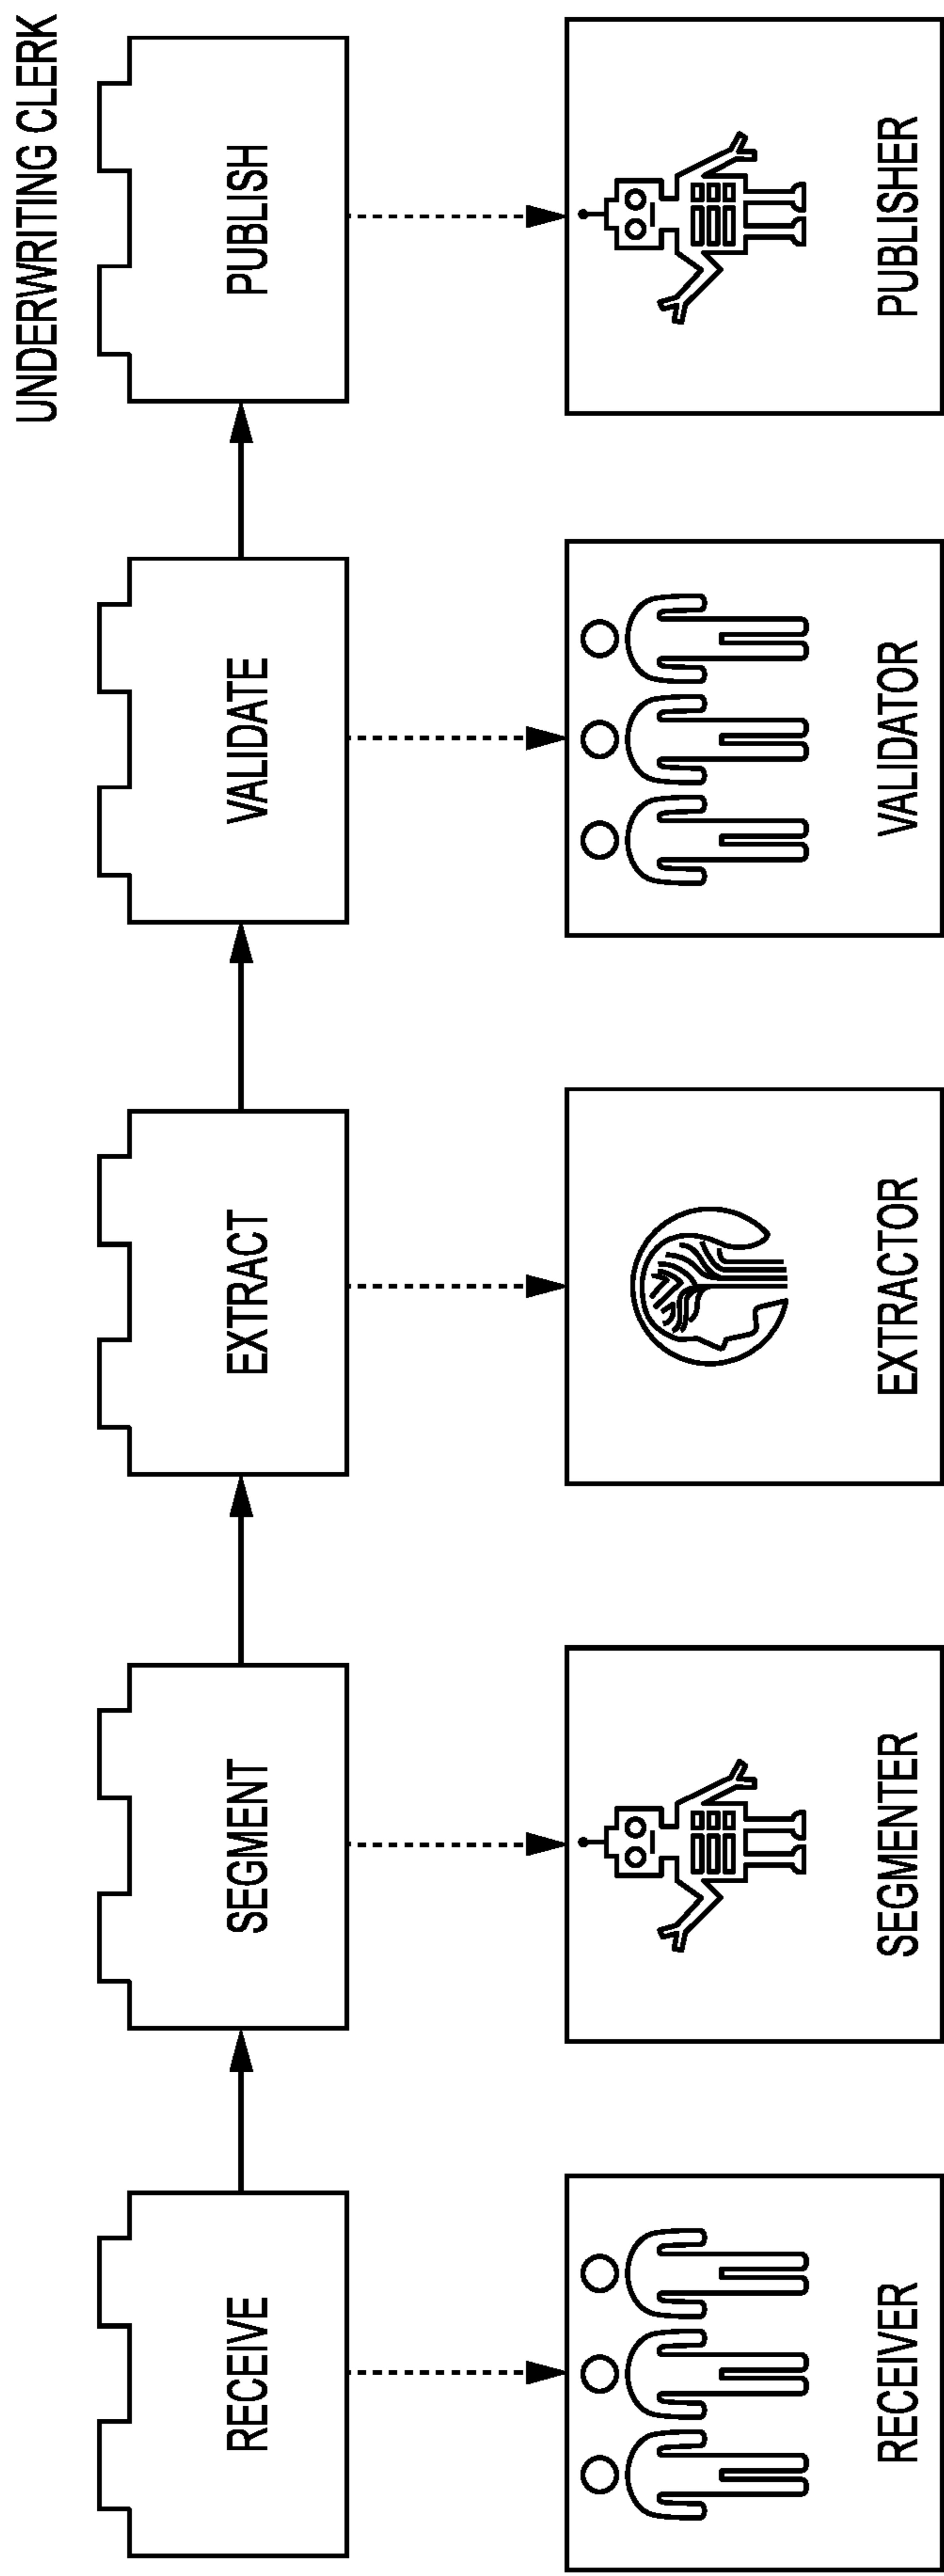 UNDERWRITING CLERK
RECEIVE
SEGMENT
EXTRACT
VALIDATE
PUBLISH
RECEIVER
SEGMENTER
EXTRACTOR
VALIDATOR
PUBLISHER